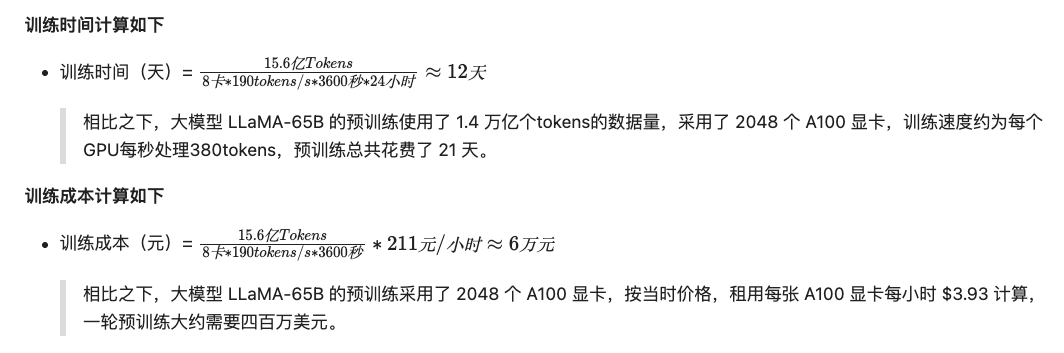 训练时间计算如下
• 训练时间（天）= \frac{15.6亿Tokens}{8卡*190tokens/s*3600秒*24小时} ≈ 12天
相比之下，大模型 LLaMA-65B 的预训练使用了 1.4 万亿个tokens的数据量，采用了 2048 个 A100 显卡，训练速度约为每个
GPU每秒处理380tokens，预训练总共花费了 21 天。
训练成本计算如下
• 训练成本（元）= \frac{15.6亿Tokens}{8卡*190tokens/s*3600秒} * 211元/小时 ≈ 6万元
相比之下，大模型 LLaMA-65B 的预训练采用了 2048 个 A100 显卡，按当时价格，租用每张 A100 显卡每小时 $3.93 计算，
一轮预训练大约需要四百万美元。